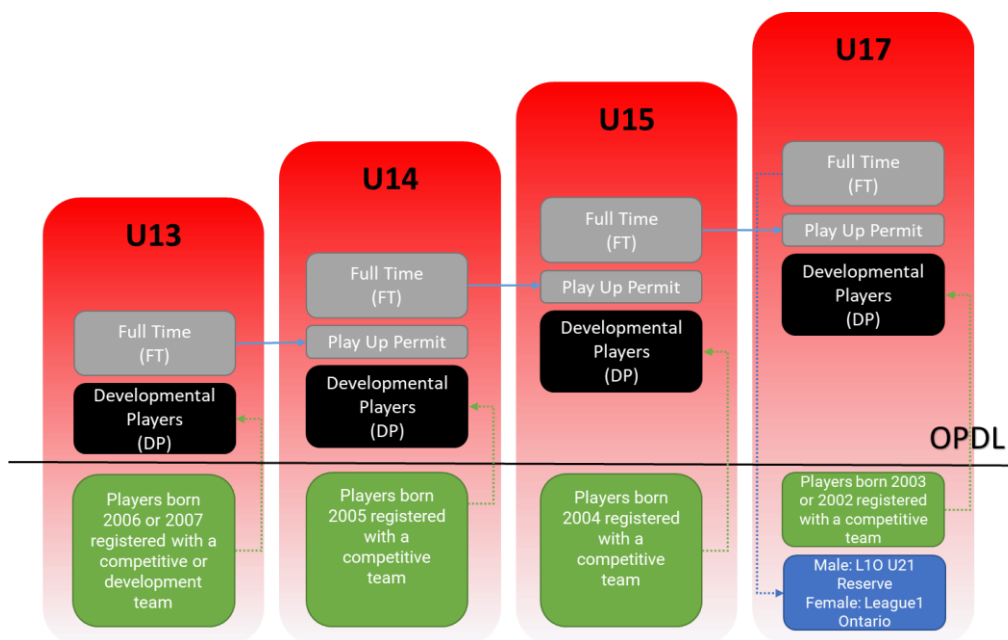 U13
Full Time
(FT)
Developmental
Players
(DP)
Players born
2006 or 2007
registered with a
competitive or
development
team
U14
Full Time
(FT)
Play Up Permit
Developmental
Players
(DP)
Players born
2005 registered
with a
competitive
team
U15
Full Time
(FT)
Play Up Permit
Developmental
Players
(DP)
Players born
2004 registered
with a
competitive
team
U17
Full Time
(FT)
Play Up Permit
Developmental
Players
(DP)
OPDL
Players born 2003
or 2002 registered
with a competitive
team
Male: L1O U21
Reserve
Female: League1
Ontario